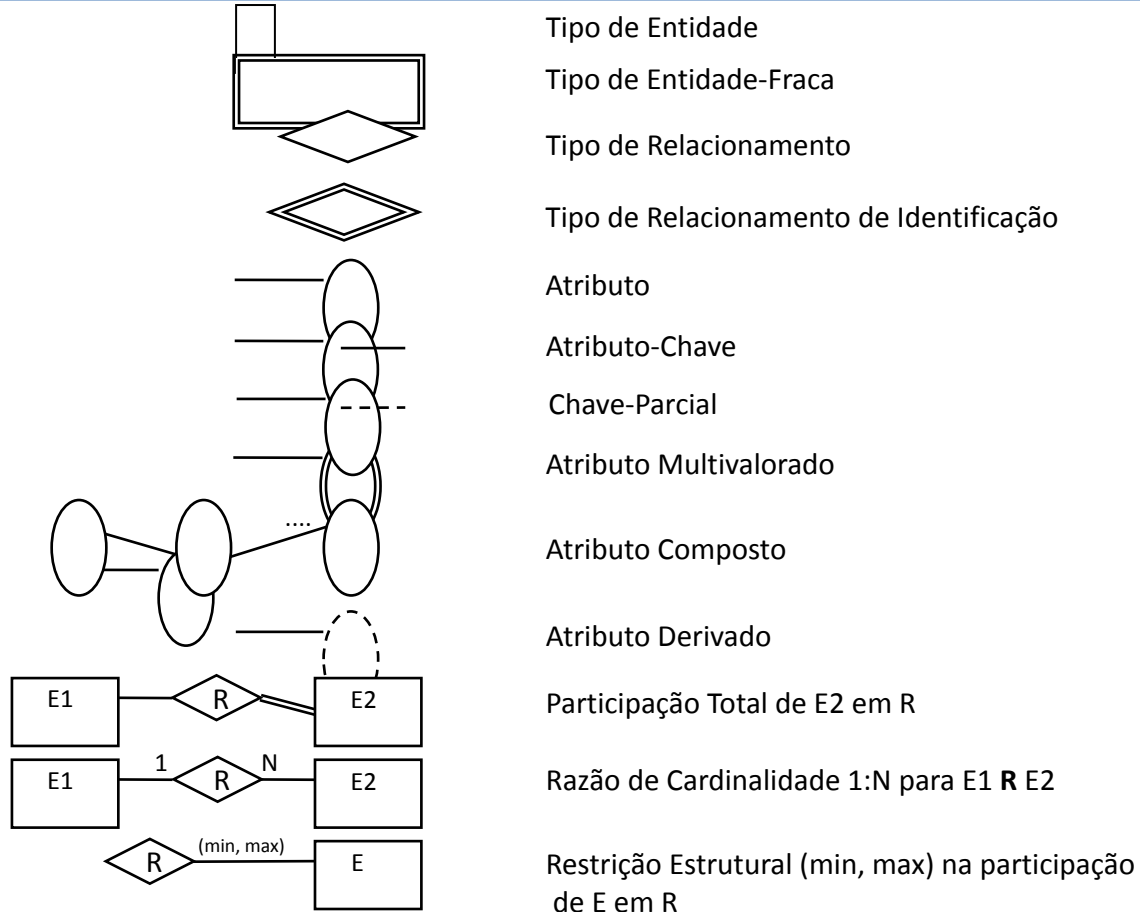 Tipo de Entidade
Tipo de Entidade-Fraca
Tipo de Relacionamento
Tipo de Relacionamento de Identificação
Atributo
Atributo-Chave
Chave-Parcial
Atributo Multivalorado
....
Atributo Composto
Atributo Derivado
E1 R E2 Participação Total de E2 em R
E1 1 R N E2 Razão de Cardinalidade 1:N para E1 R E2
R (min, max) E Restrição Estrutural (min, max) na participação
de E em R